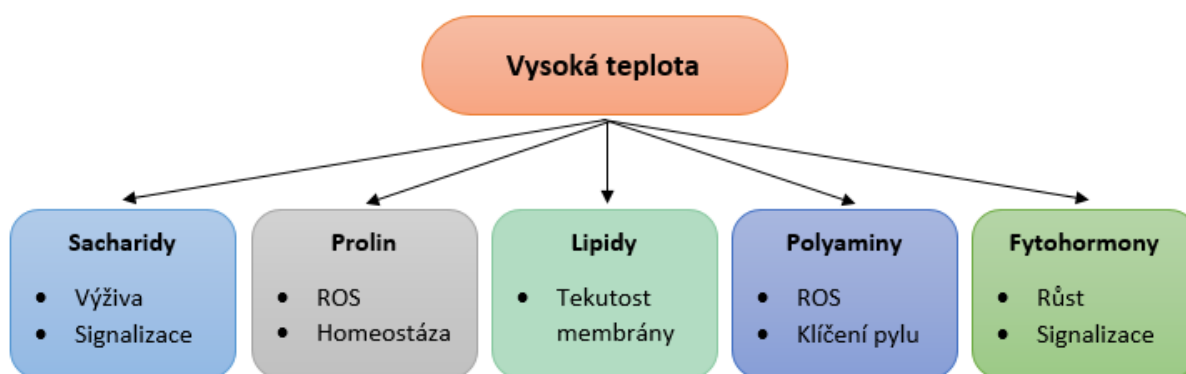 Vysoká teplota
Sacharidy
• Výživa
• Signalizace
Prolin
• ROS
• Homeostáza
Lipidy
• Tekutost
membrány
Polyaminy
• ROS
• Klíčení pylu
Fytohormony
• Růst
• Signalizace